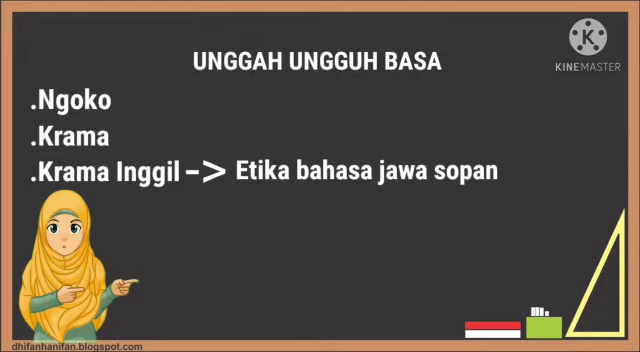 UNGGAH UNGGUH BASA
KINEMASTER
.Ngoko
.Krama
.Krama Inggil –> Etika bahasa jawa sopan
dhifanhanifan.blogspot.com